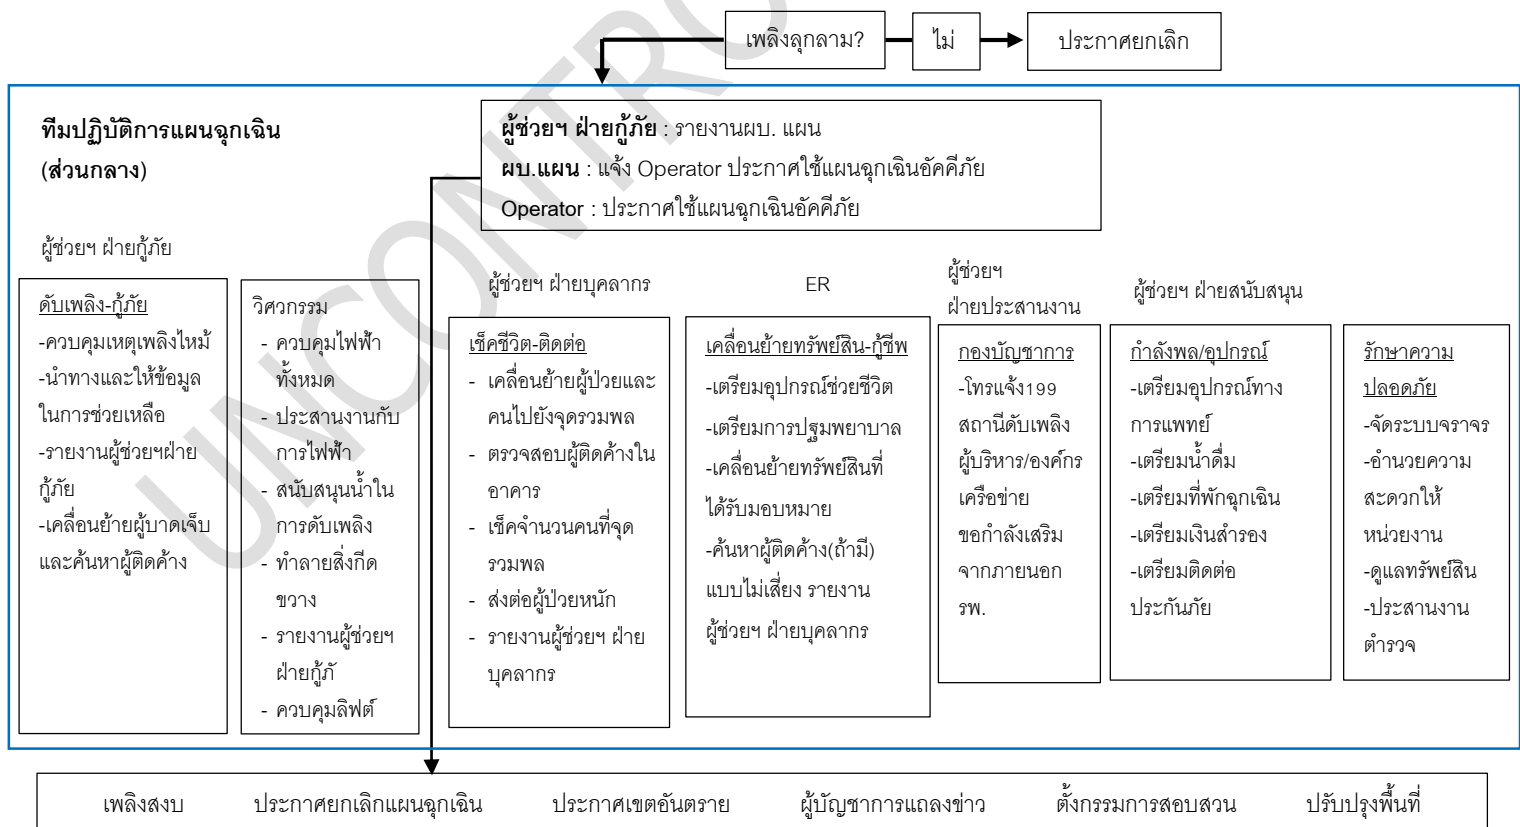 เพลิงลุกลาม?
ไม่
ประกาศยกเลิก
ทีมปฏิบัติการแผนฉุกเฉิน
(ส่วนกลาง)
ผู้ช่วยฯ ฝ่ายกู้ภัย : รายงานผบ. แผน
ผบ.แผน : แจ้ง Operator ประกาศใช้แผนฉุกเฉินอัคคีภัย
Operator : ประกาศใช้แผนฉุกเฉินอัคคีภัย
ผู้ช่วยฯ ฝ่ายกู้ภัย
ดับเพลิง-กู้ภัย
-ควบคุมเหตุเพลิงไหม้
-นำทางและให้ข้อมูล
ในการช่วยเหลือ
-รายงานผู้ช่วยฯฝ่าย
กู้ภัย
-เคลื่อนย้ายผู้บาดเจ็บ
และค้นหาผู้ติดค้าง
วิศวกรรม
- ควบคุมไฟฟ้า
ทั้งหมด
- ประสานงานกับ
การไฟฟ้า
- สนับสนุนน้ำใน
การดับเพลิง
- ทำลายสิ่งกีด
ขวาง
- รายงานผู้ช่วยฯ
ฝ่ายกู้ภั
- ควบคุมลิฟต์
ผู้ช่วยฯ ฝ่ายบุคลากร
เช็คชีวิต-ติดต่อ
- เคลื่อนย้ายผู้ป่วยและ
คนไปยังจุดรวมพล
- ตรวจสอบผู้ติดค้างใน
อาคาร
- เช็คจำนวนคนที่จุด
รวมพล
- ส่งต่อผู้ป่วยหนัก
- รายงานผู้ช่วยฯ ฝ่าย
บุคลากร
ER
เคลื่อนย้ายทรัพย์สิน-กู้ชีพ
-เตรียมอุปกรณ์ช่วยชีวิต
-เตรียมการปฐมพยาบาล
-เคลื่อนย้ายทรัพย์สินที่
ได้รับมอบหมาย
-ค้นหาผู้ติดค้าง(ถ้ามี)
แบบไม่เสี่ยง รายงาน
ผู้ช่วยฯ ฝ่ายบุคลากร
ผู้ช่วยฯ
ฝ่ายประสานงาน
กองบัญชาการ
-โทรแจ้ง199
สถานีดับเพลิง
ผู้บริหาร/องค์กร
เครือข่าย
ขอกำลังเสริม
จากภายนอก
รพ.
ผู้ช่วยฯ ฝ่ายสนับสนุน
กำลังพล/อุปกรณ์
-เตรียมอุปกรณ์ทาง
การแพทย์
-เตรียมน้ำดื่ม
-เตรียมที่พักฉุกเฉิน
-เตรียมเงินสำรอง
-เตรียมติดต่อ
ประกันภัย
รักษาความ
ปลอดภัย
-จัดระบบจราจร
-อำนวยความ
สะดวกให้
หน่วยงาน
-ดูแลทรัพย์สิน
-ประสานงาน
ตำรวจ
เพลิงสงบ ประกาศยกเลิกแผนฉุกเฉิน ประกาศเขตอันตราย ผู้บัญชาการแถลงข่าว ตั้งกรรมการสอบสวน ปรับปรุงพื้นที่
UNCONTRO